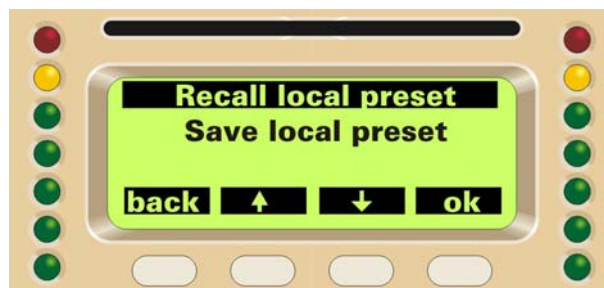 Recall local preset
Save local preset
back ↑ ↓ ok